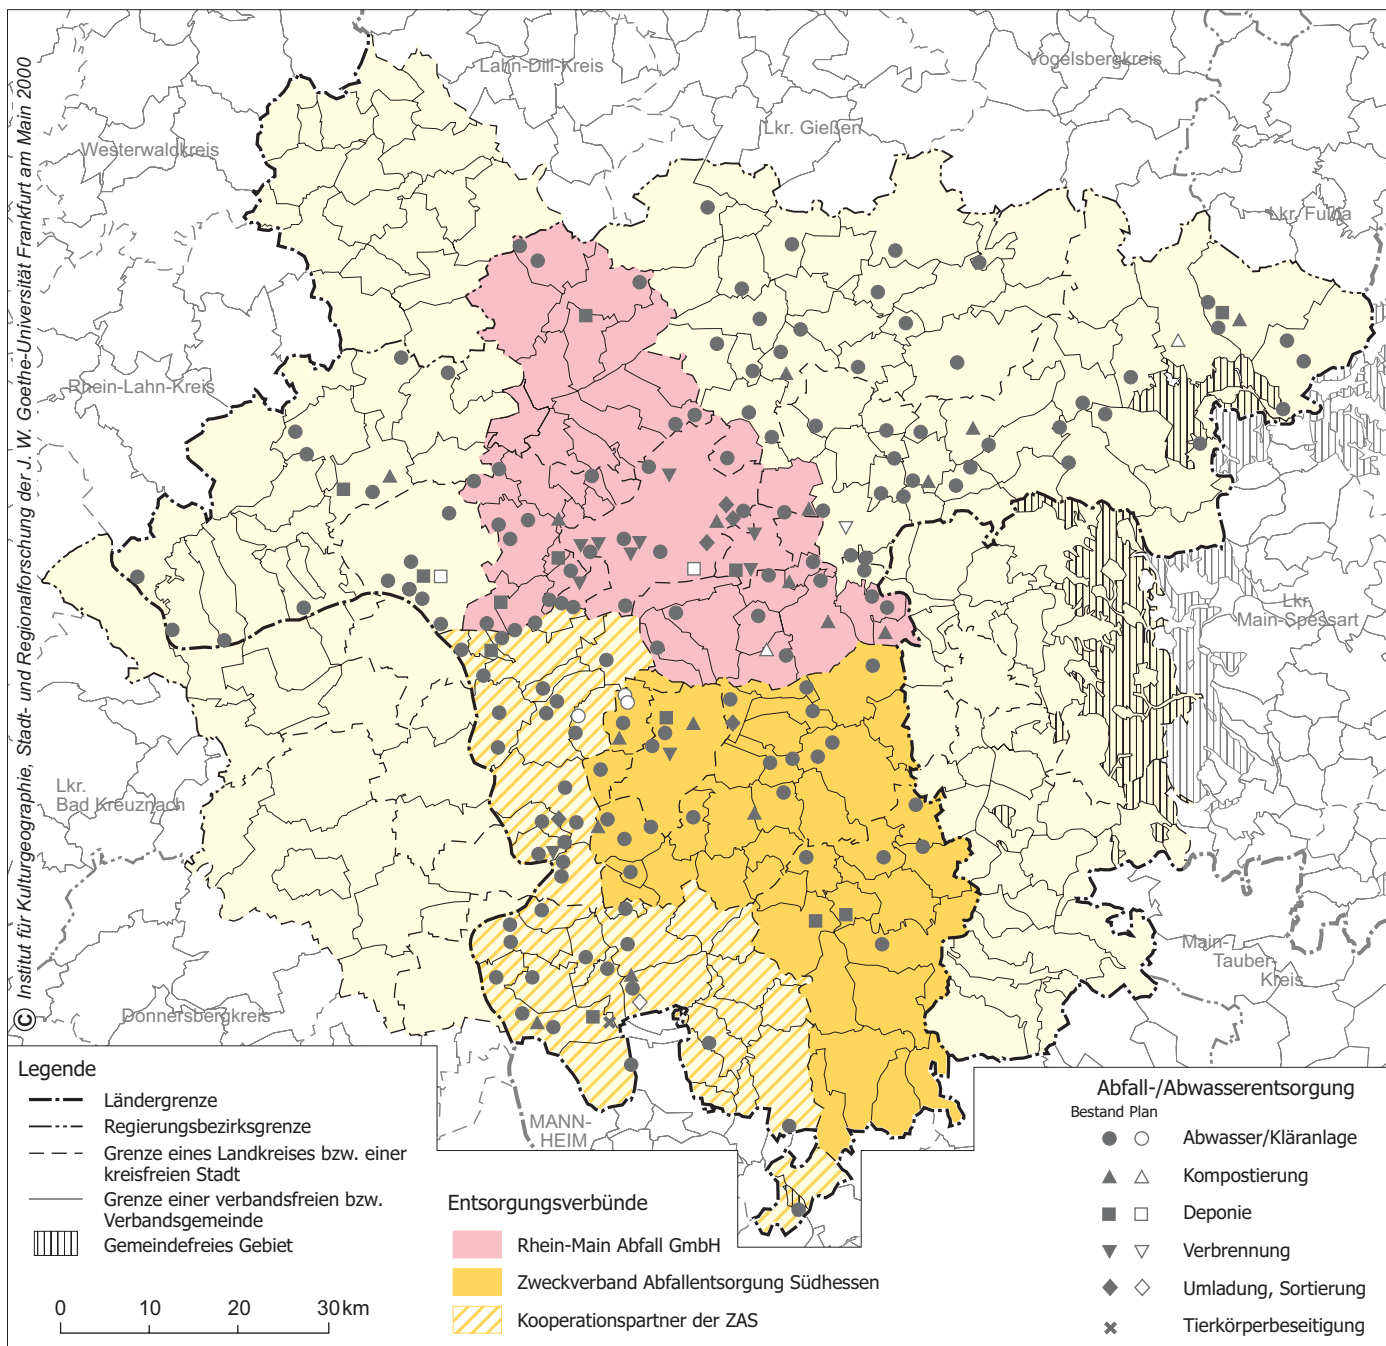 © Institut für Kulturgeographie, Stadt- und Regionalforschung der J.W. Goethe-Universität Frankfurt am Main 2000
Lahn-Dill-Kreis
Vogelsbergkreis
Lkr. Gießen
Westerwaldkreis
Lkr. Fulda
Rhein-Lahn-Kreis
Lkr.
Main-Spessart
Lkr.
Bad Kreuznach
Main-
Tauber-
Kreis
Donnersbergkreis
MANN-
HEIM
Legende
Ländergrenze
Regierungsbezirksgrenze
Grenze eines Landkreises bzw. einer
kreisfreien Stadt
Grenze einer verbandsfreien bzw.
Verbandsgemeinde
Gemeindefreies Gebiet
0 10 20 30 km
Entsorgungsverbünde
Rhein-Main Abfall GmbH
Zweckverband Abfallentsorgung Südhessen
Kooperationspartner der ZAS
Abfall-/Abwasserentsorgung
Bestand Plan
Abwasser/Kläranlage
Kompostierung
Deponie
Verbrennung
Umladung, Sortierung
Tierkörperbeseitigung